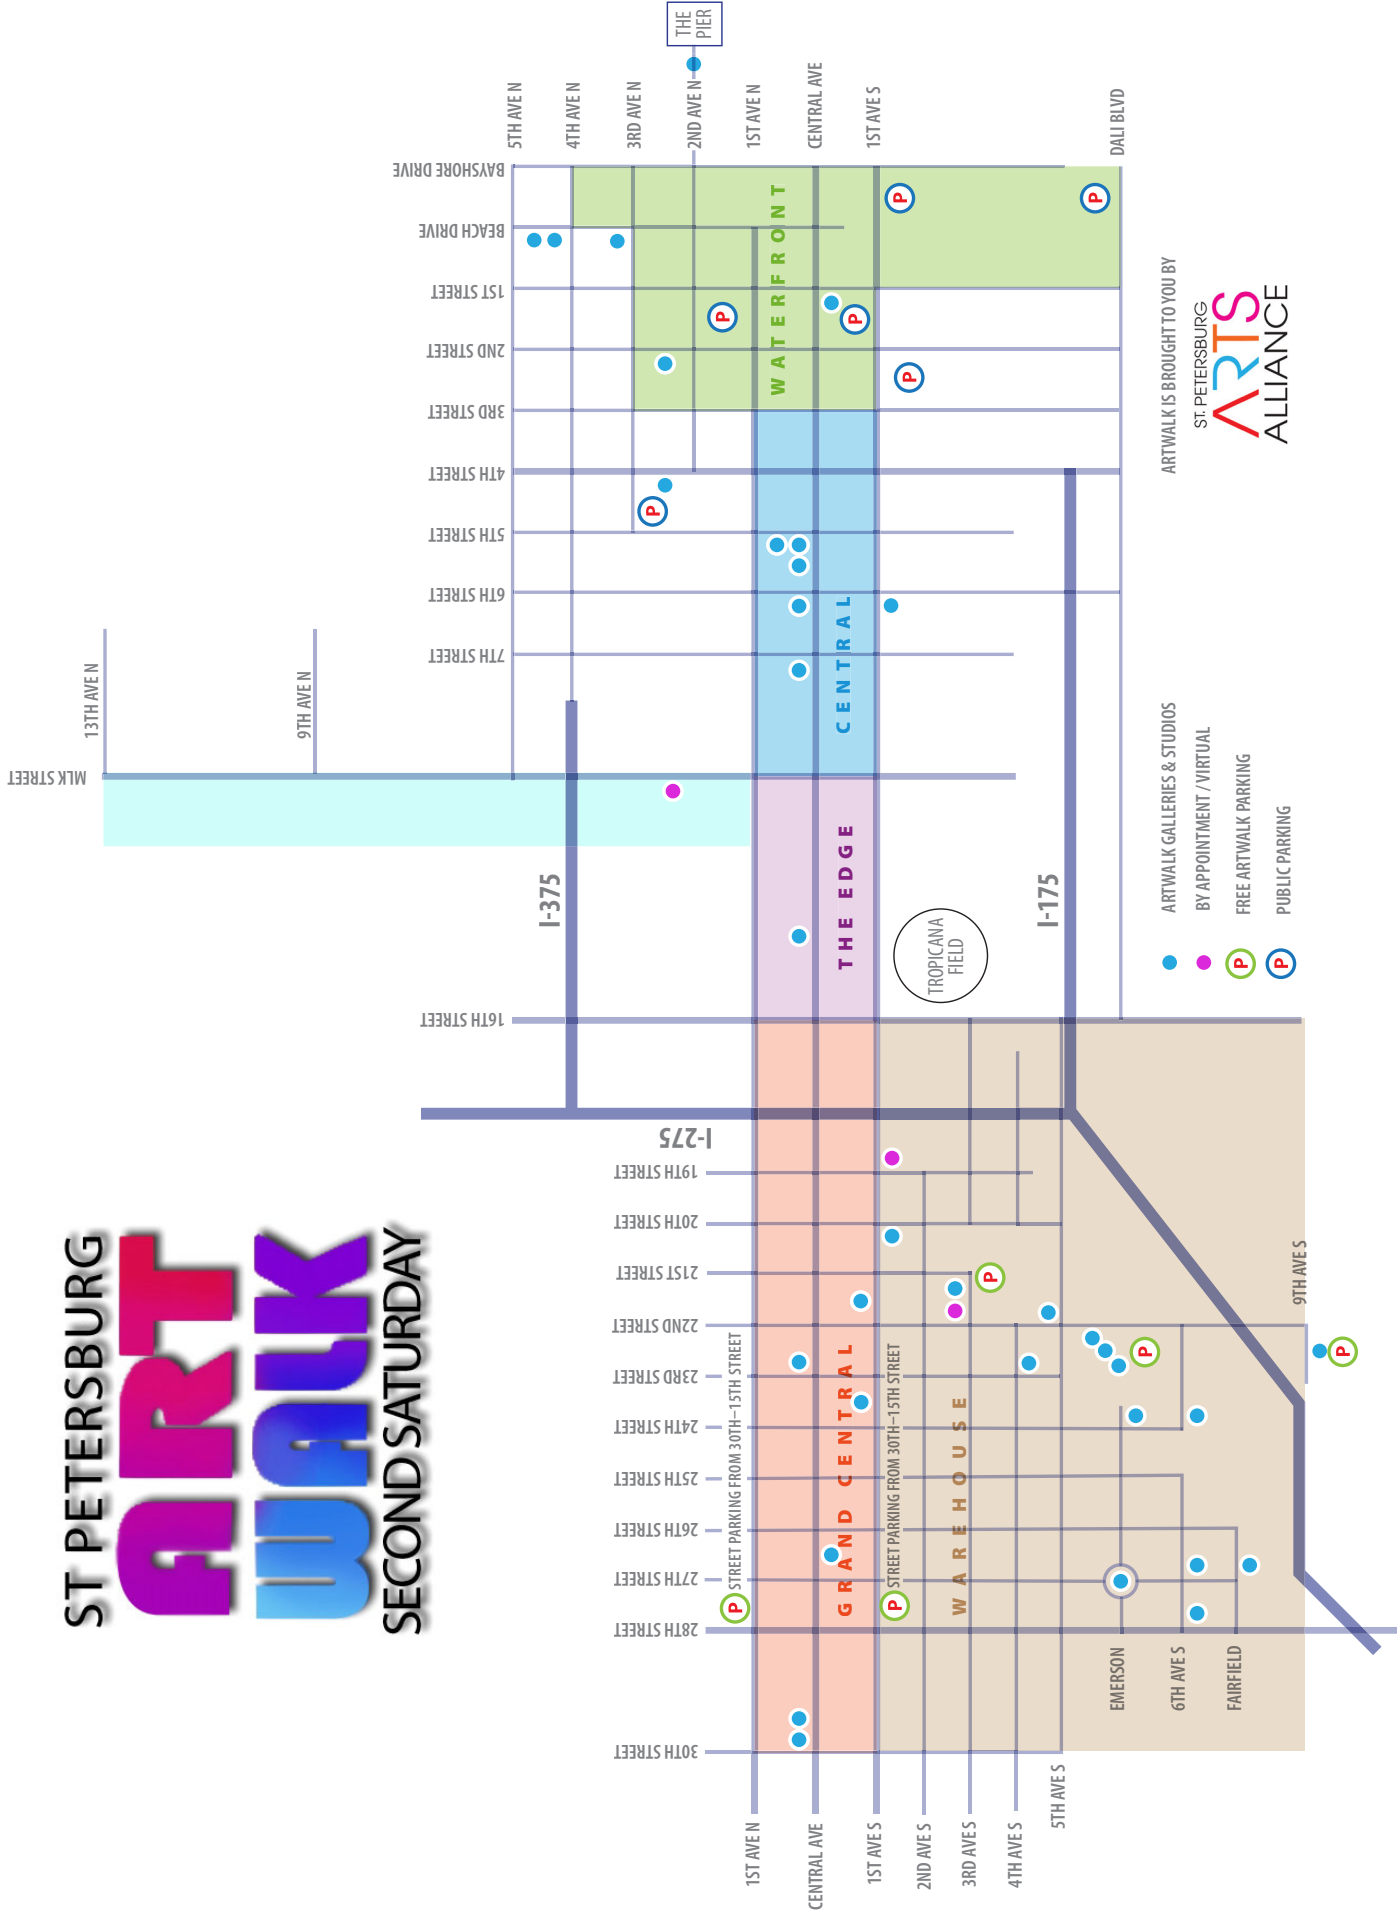 ST PETERSBURG
ART
WALK
SECOND SATURDAY
MLK STREET
13TH AVE N
9TH AVE N
I-375
I-275
I-175
16TH STREET
7TH STREET
6TH STREET
5TH STREET
4TH STREET
3RD STREET
2ND STREET
1ST STREET
BEACH DRIVE
BAYSHORE DRIVE
5TH AVE N
4TH AVE N
3RD AVE N
2ND AVE N
1ST AVE N
CENTRAL AVE
1ST AVE S
DALI BLVD
THE
PIER
30TH STREET
28TH STREET
27TH STREET
26TH STREET
25TH STREET
24TH STREET
23RD STREET
22ND STREET
21ST STREET
20TH STREET
19TH STREET
P
STREET PARKING FROM 30TH–15TH STREET
GRAND CENTRAL
THE EDGE
CENTRAL
WATERFRONT
P
P
P
P
P
P
P
STREET PARKING FROM 30TH–15TH STREET
WAREHOUSE
P
P
P
TROPICANA
FIELD
1ST AVE N
CENTRAL AVE
1ST AVE S
2ND AVE S
3RD AVE S
4TH AVE S
5TH AVE S
EMERSON
6TH AVE S
FAIRFIELD
9TH AVE S
ARTWALK GALLERIES & STUDIOS
BY APPOINTMENT / VIRTUAL
P
FREE ARTWALK PARKING
P
PUBLIC PARKING
ARTWALK IS BROUGHT TO YOU BY
ST. PETERSBURG
ARTS
ALLIANCE